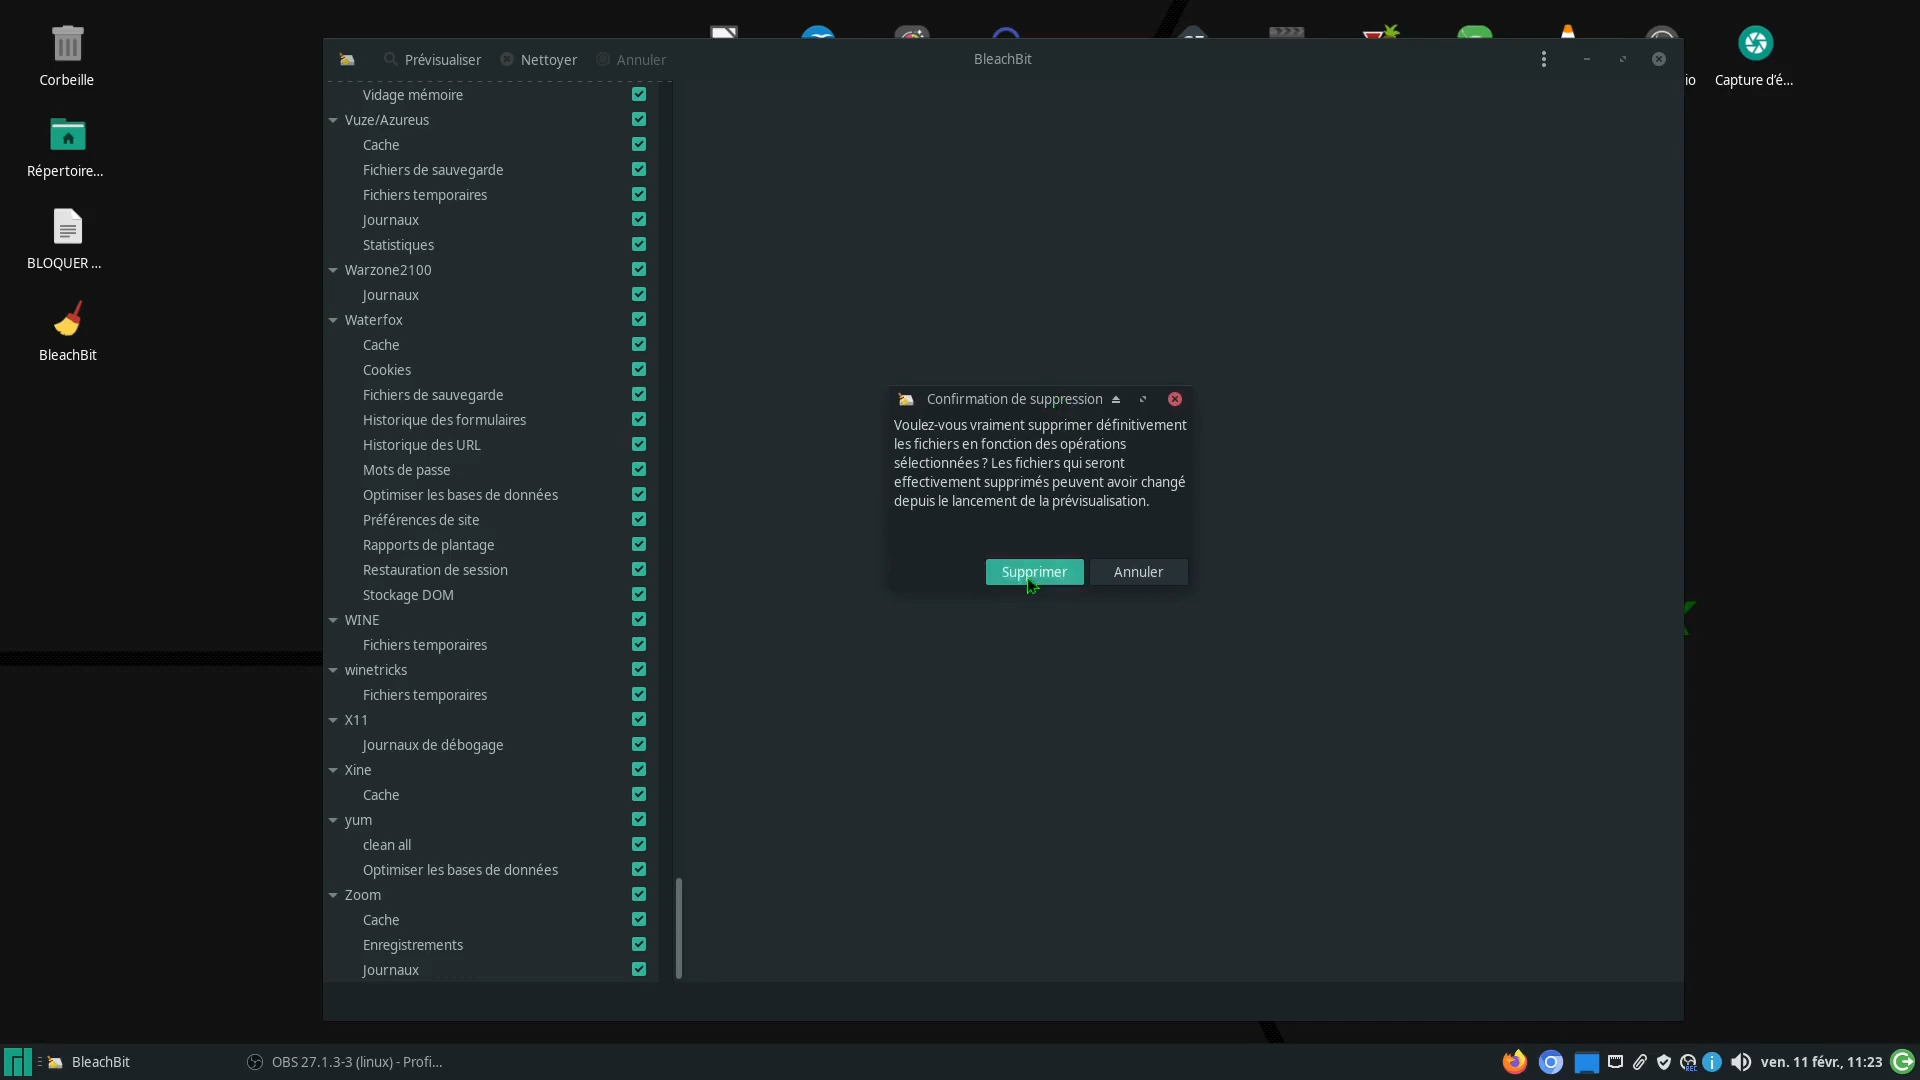 Corbeille
Répertoire...
BLOQUER ...
BleachBit
Prévisualiser
Nettoyer
Annuler
BleachBit
io
Capture d'é...
Vidage mémoire
Vuze/Azureus
Cache
Fichiers de sauvegarde
Fichiers temporaires
Journaux
Statistiques
Warzone2100
Journaux
Waterfox
Cache
Cookies
Fichiers de sauvegarde
Historique des formulaires
Historique des URL
Mots de passe
Optimiser les bases de données
Préférences de site
Rapports de plantage
Restauration de session
Stockage DOM
WINE
Fichiers temporaires
winetricks
Fichiers temporaires
X11
Journaux de débogage
Xine
Cache
yum
clean all
Optimiser les bases de données
Zoom
Cache
Enregistrements
Journaux
Confirmation de suppression
Voulez-vous vraiment supprimer définitivement
les fichiers en fonction des opérations
sélectionnées ? Les fichiers qui seront
effectivement supprimés peuvent avoir changé
depuis le lancement de la prévisualisation.
Supprimer
Annuler
BleachBit
OBS 27.1.3-3 (linux) - Profi...
ven. 11 févr., 11:23